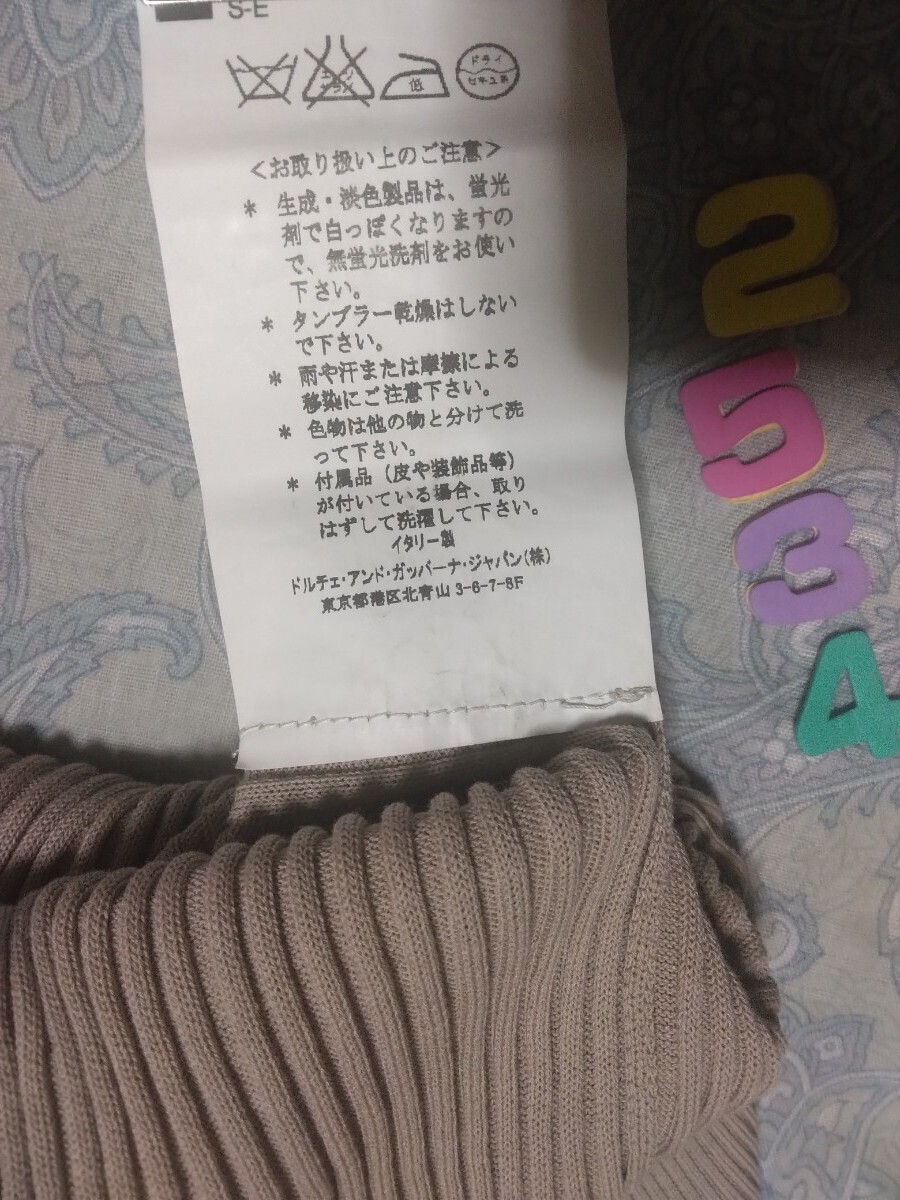 S-E
エンソ
サラシ
低
ドライ
セキユ系
<お取り扱い上のご注意>
* 生成・淡色製品は、蛍光
剤で白っぽくなりますの
で、無蛍光洗剤をお使い
下さい。
* タンブラー乾燥はしない
で下さい。
* 雨や汗または摩擦による
移染にご注意下さい。
* 色物は他の物と分けて洗
って下さい。
* 付属品（皮や装飾品等）
が付いている場合、取り
はずして洗濯して下さい。
イタリー製
ドルチェ・アンド・ガッバーナ・ジャパン(株)
東京都港区北青山 3-6-7-8F
2
5
3
4